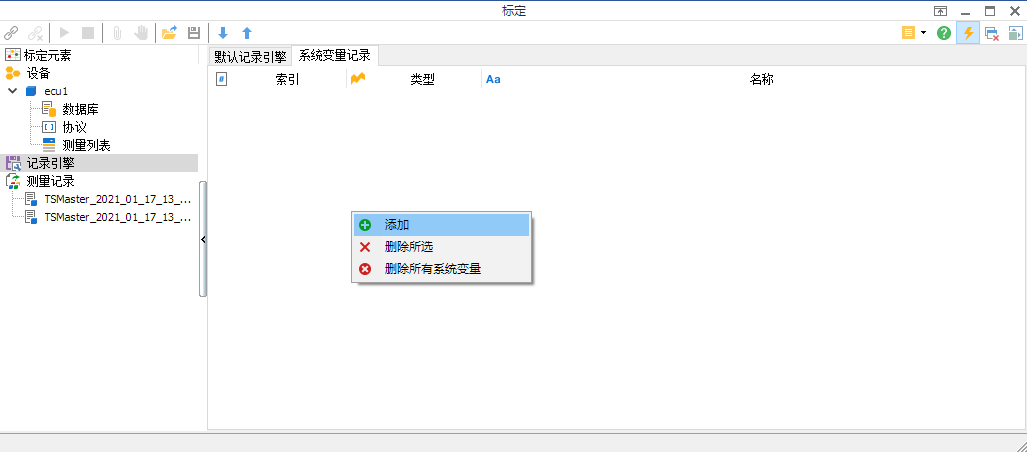 标定
标定元素
设备
ecu1
数据库
协议
测量列表
记录引擎
测量记录
TSMaster_2021_01_17_13_...
TSMaster_2021_01_17_13_...
默认记录引擎 系统变量记录
# 索引 类型 Aa 名称
添加
删除所选
删除所有系统变量